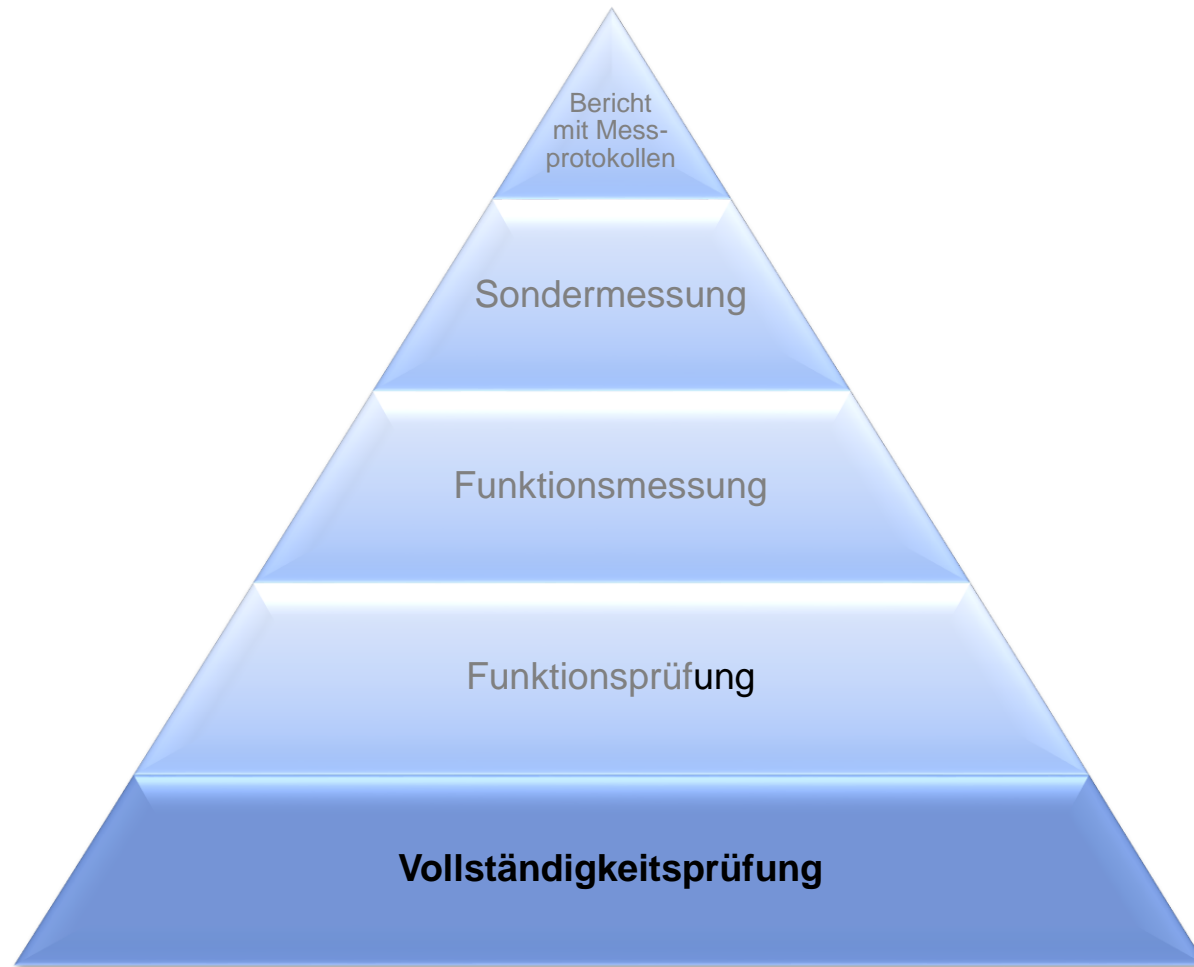 Bericht
mit Mess-
protokollen
Sondermessung
Funktionsmessung
Funktionsprüfung
Vollständigkeitsprüfung